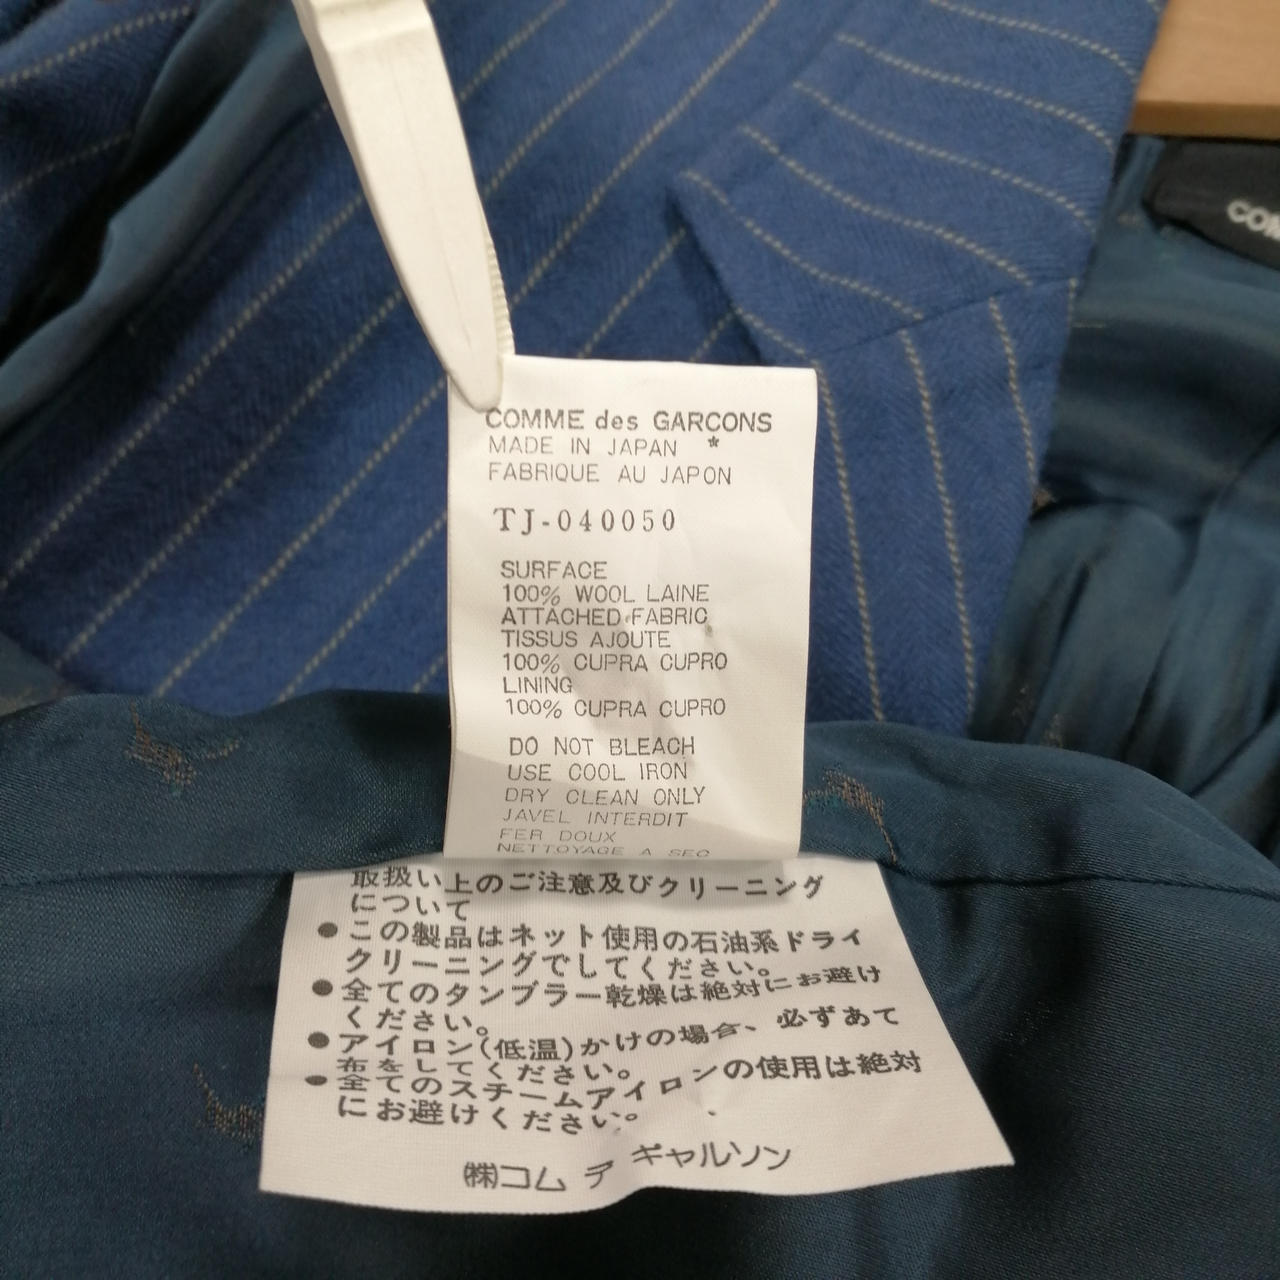 COM
COMME des GARCONS
MADE IN JAPAN *
FABRIQUE AU JAPON
TJ-040050
SURFACE
100% WOOL LAINE
ATTACHED FABRIC
TISSUS AJOUTE
100% CUPRA CUPRO
LINING
100% CUPRA CUPRO
DO NOT BLEACH
USE COOL IRON
DRY CLEAN ONLY
JAVEL INTERDIT
FER DOUX
NETTOYAGE A SEC
取扱い上のご注意及びクリーニング
について
●この製品はネット使用の石油系ドライ
クリーニングでしてください。
●全てのタンブラー乾燥は絶対にお避け
ください。
●アイロン(低温)かけの場合、必ずあて
布をしてください。
●全てのスチームアイロンの使用は絶対
にお避けください。
㈱コム デ ギャルソン